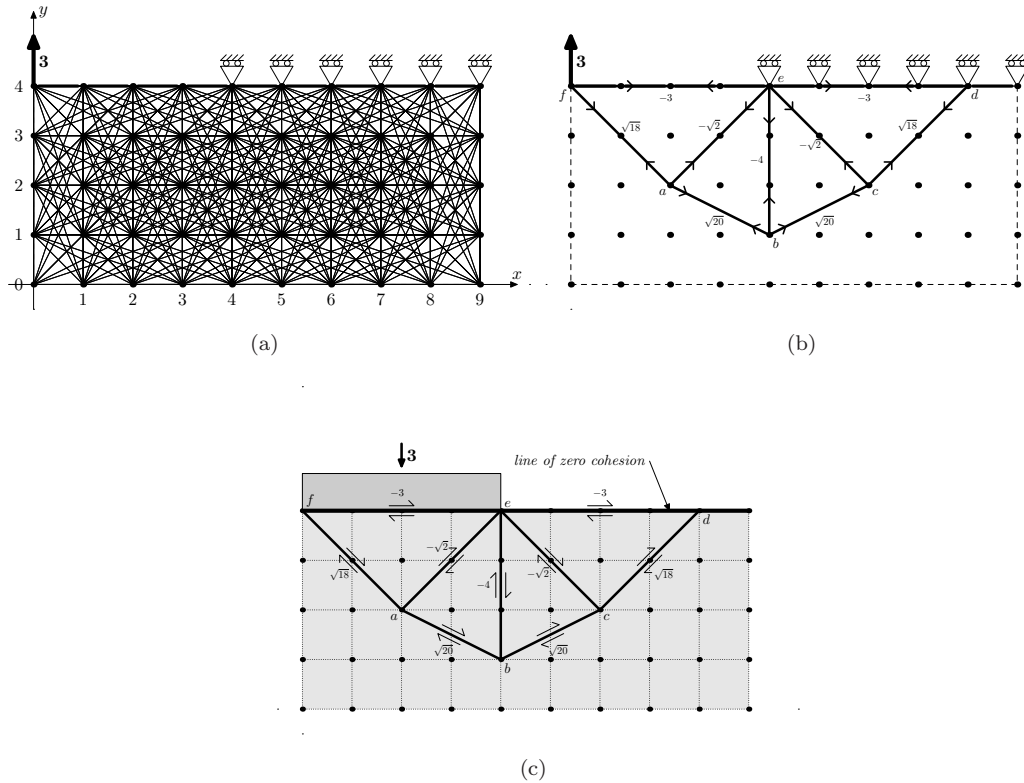 y
3
4
3
2
1
0
1 2 3 4 5 6 7 8 9
x
(a)
3
f
e
d
−3
−3
√18
−√2
−√2
√18
−4
a
c
√20
√20
b
(b)
3
line of zero cohesion
f
−3
e
−3
d
√18
−√2
−√2
√18
−4
a
c
√20
√20
b
(c)